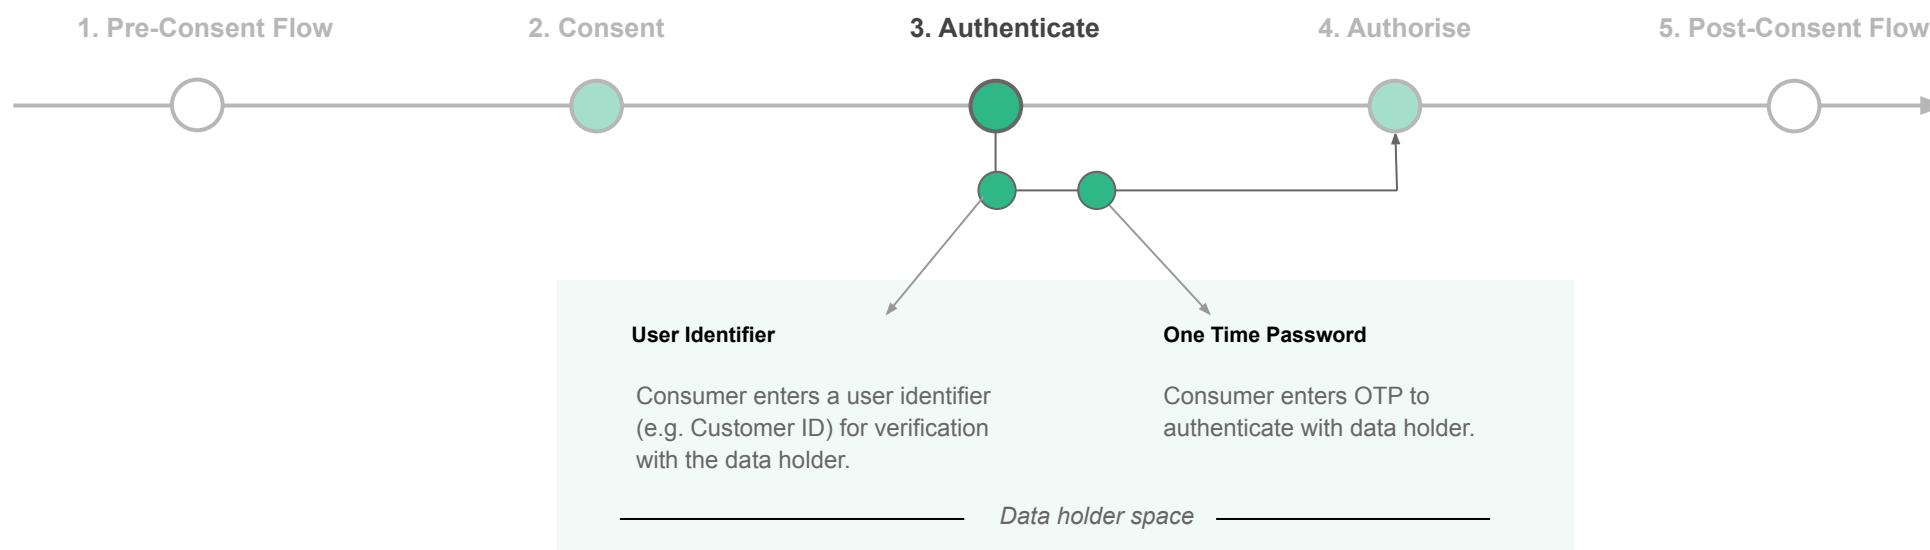 1. Pre-Consent Flow
2. Consent
3. Authenticate
4. Authorise
5. Post-Consent Flow
User Identifier
Consumer enters a user identifier
(e.g. Customer ID) for verification
with the data holder.
One Time Password
Consumer enters OTP to
authenticate with data holder.
Data holder space